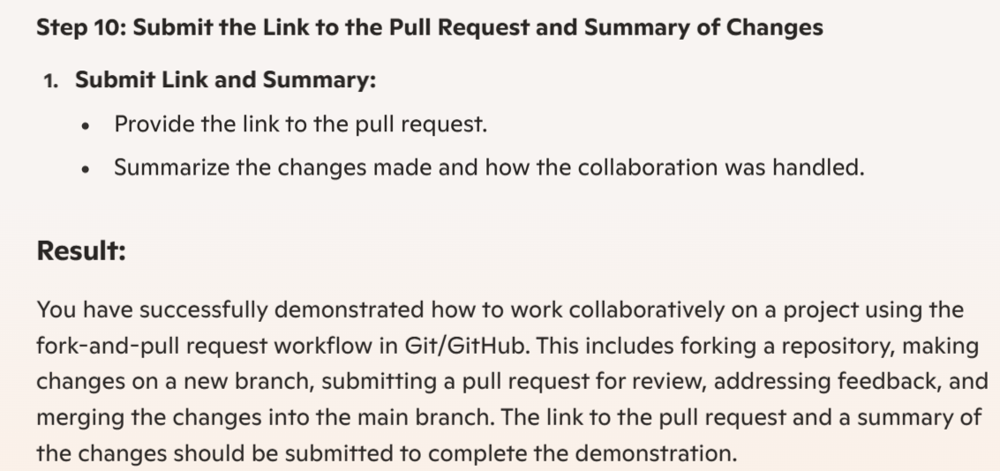 Step 10: Submit the Link to the Pull Request and Summary of Changes
1. Submit Link and Summary:
• Provide the link to the pull request.
• Summarize the changes made and how the collaboration was handled.
Result:
You have successfully demonstrated how to work collaboratively on a project using the
fork-and-pull request workflow in Git/GitHub. This includes forking a repository, making
changes on a new branch, submitting a pull request for review, addressing feedback, and
merging the changes into the main branch. The link to the pull request and a summary of
the changes should be submitted to complete the demonstration.